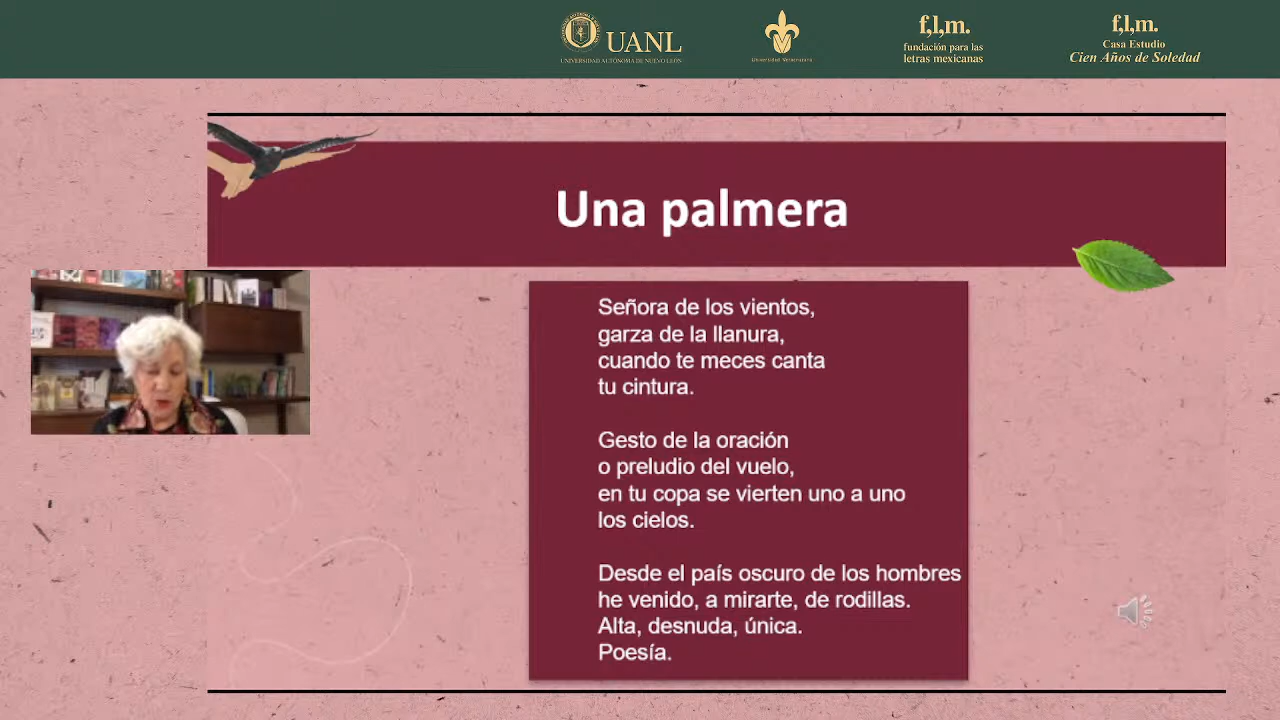 UANL
UNIVERSIDAD AUTÓNOMA DE NUEVO LEÓN
Universidad Veracruzana
f,l,m.
fundación para las
letras mexicanas
f,l,m.
Casa Estudio
Cien Años de Soledad
Una palmera
Señora de los vientos,
garza de la llanura,
cuando te meces canta
tu cintura.
Gesto de la oración
o preludio del vuelo,
en tu copa se vierten uno a uno
los cielos.
Desde el país oscuro de los hombres
he venido, a mirarte, de rodillas.
Alta, desnuda, única.
Poesía.